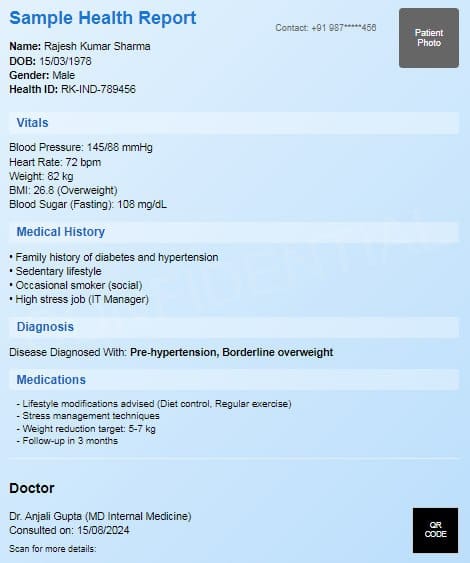 Sample Health Report
Contact: +91 987*****456
Patient
Photo
Name: Rajesh Kumar Sharma
DOB: 15/03/1978
Gender: Male
Health ID: RK-IND-789456
Vitals
Blood Pressure: 145/88 mmHg
Heart Rate: 72 bpm
Weight: 82 kg
BMI: 26.8 (Overweight)
Blood Sugar (Fasting): 108 mg/dL
Medical History
• Family history of diabetes and hypertension
• Sedentary lifestyle
• Occasional smoker (social)
• High stress job (IT Manager)
CONFIDENTIAL
Diagnosis
Disease Diagnosed With: Pre-hypertension, Borderline overweight
Medications
- Lifestyle modifications advised (Diet control, Regular exercise)
- Stress management techniques
- Weight reduction target: 5-7 kg
- Follow-up in 3 months
Doctor
Dr. Anjali Gupta (MD Internal Medicine)
Consulted on: 15/08/2024
Scan for more details:
QR
CODE